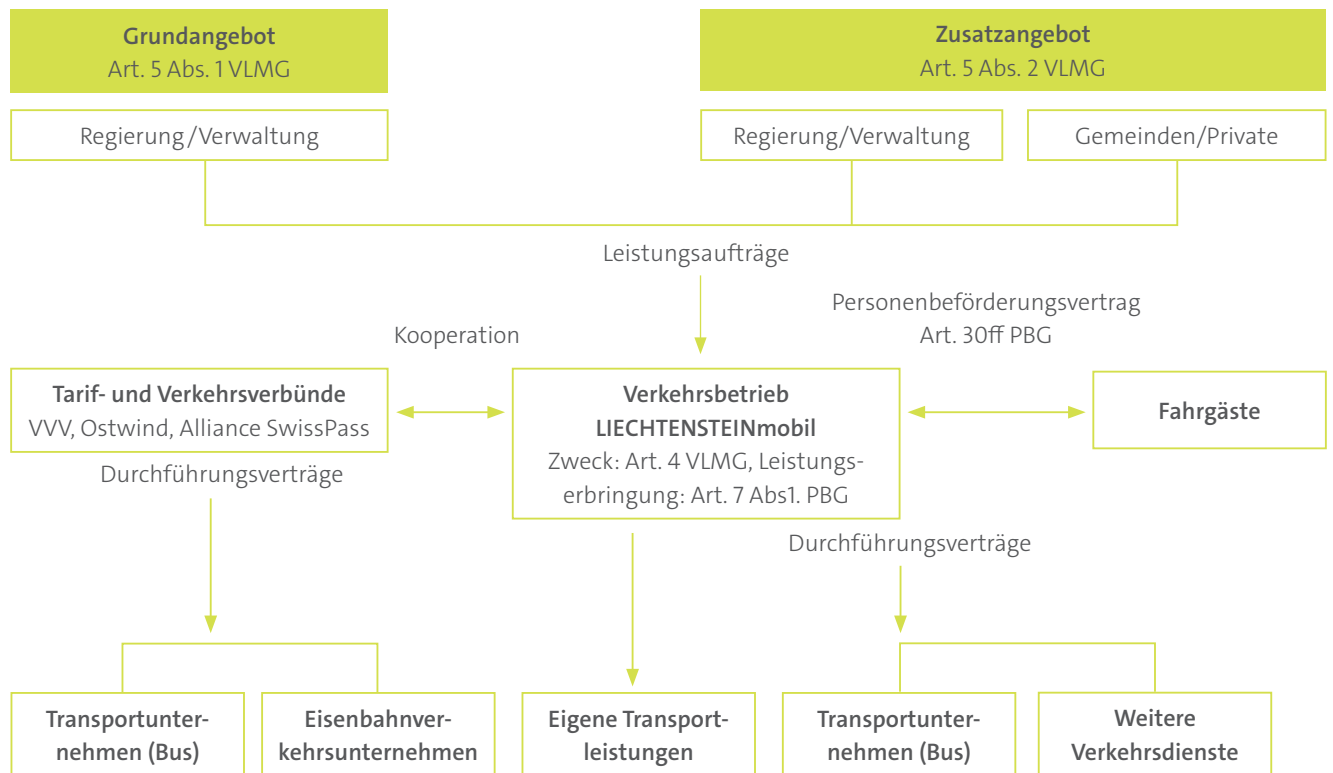 Grundangebot
Art. 5 Abs. 1 VLMG
Zusatzangebot
Art. 5 Abs. 2 VLMG
Regierung/Verwaltung
Regierung/Verwaltung
Gemeinden/Private
Leistungsaufträge
Personenbeförderungsvertrag
Art. 30ff PBG
Kooperation
Tarif- und Verkehrsverbünde
VVV, Ostwind, Alliance SwissPass
Verkehrsbetrieb
LIECHTENSTEINmobil
Zweck: Art. 4 VLMG, Leistungs-
erbringung: Art. 7 Abs1. PBG
Fahrgäste
Durchführungsverträge
Durchführungsverträge
Transportunter-
nehmen (Bus)
Eisenbahnver-
kehrsunternehmen
Eigene Transport-
leistungen
Transportunter-
nehmen (Bus)
Weitere
Verkehrsdienste